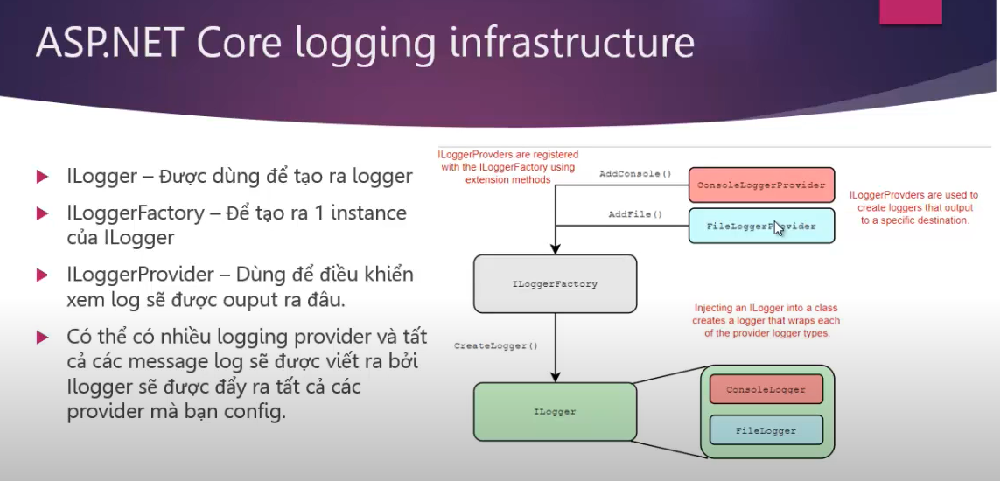 ASP.NET Core logging infrastructure
ILogger – Được dùng để tạo ra logger
ILoggerFactory – Để tạo ra 1 instance
của ILogger
ILoggerProvider – Dùng để điều khiển
xem log sẽ được ouput ra đâu.
Có thể có nhiều logging provider và tất
cả các message log sẽ được viết ra bởi
Ilogger sẽ được đẩy ra tất cả các
provider mà bạn config.
ILoggerProvders are registered
with the ILoggerFactory using
extension methods
AddConsole()
ConsoleLoggerProvider
AddFile()
FileLoggerProvider
ILoggerProvders are used to
create loggers that output
to a specific destination.
ILoggerFactory
Injecting an ILogger into a class
creates a logger that wraps each
of the provider logger types.
CreateLogger()
ILogger
ConsoleLogger
FileLogger